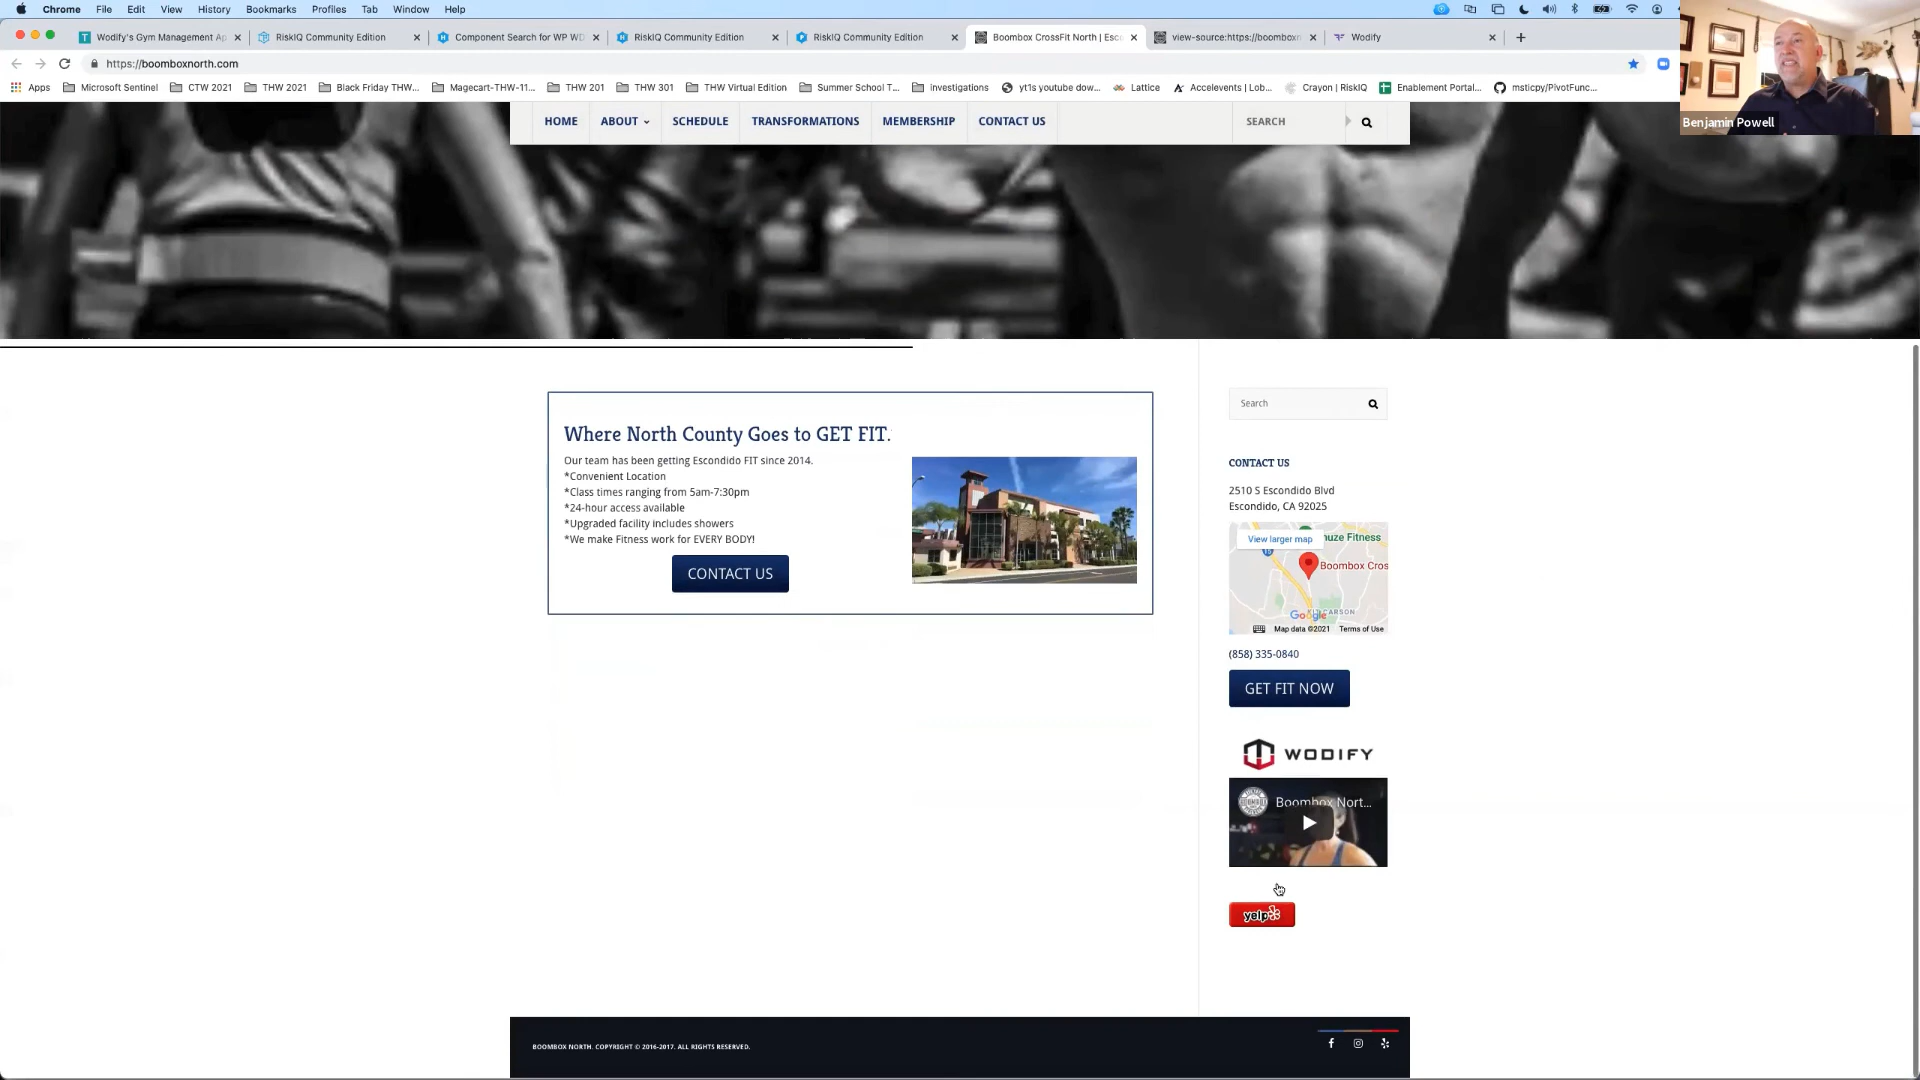 Chrome File Edit View History Bookmarks Profiles Tab Window Help
Wodify's Gym Management Ap
RiskIQ Community Edition
Component Search for WP WD
RiskIQ Community Edition
RiskIQ Community Edition
Boombox CrossFit North | Esco
view-source:https://boomboxn
Wodify
https://boomboxnorth.com
Apps Microsoft Sentinel CTW 2021 THW 2021 Black Friday THW... Magecart-THW-11... THW 201 THW 301 THW Virtual Edition Summer School T... Investigations yt1s youtube dow... Lattice Accelevents | Lob... Crayon | RiskIQ Enablement Portal... msticpy/PivotFunc...
Benjamin Powell
HOME ABOUT SCHEDULE TRANSFORMATIONS MEMBERSHIP CONTACT US SEARCH
Where North County Goes to GET FIT.
Our team has been getting Escondido FIT since 2014.
*Convenient Location
*Class times ranging from 5am-7:30pm
*24-hour access available
*Upgraded facility includes showers
*We make Fitness work for EVERY BODY!
CONTACT US
Search
CONTACT US
2510 S Escondido Blvd
Escondido, CA 92025
View larger map
huze Fitness
Boombox Cros
KIT CARSON
Google
Map data ©2021 Terms of Use
(858) 335-0840
GET FIT NOW
WODIFY
Boombox Nort...
yelp
BOOMBOX NORTH. COPYRIGHT © 2016-2017. ALL RIGHTS RESERVED.